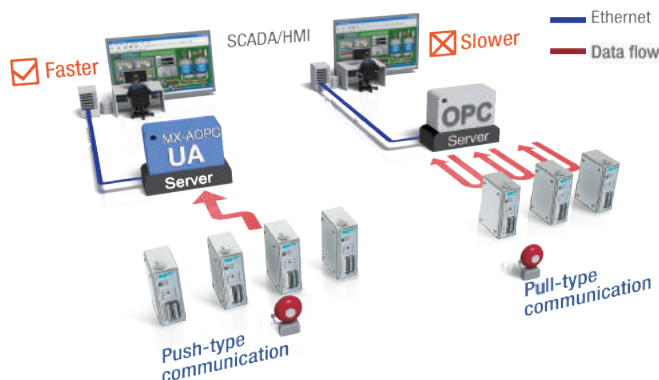 Faster
SCADA/HMI
Slower
Ethernet
Data flow
MX-AOPC
UA
Server
OPC
Server
Push-type
communication
Pull-type
communication